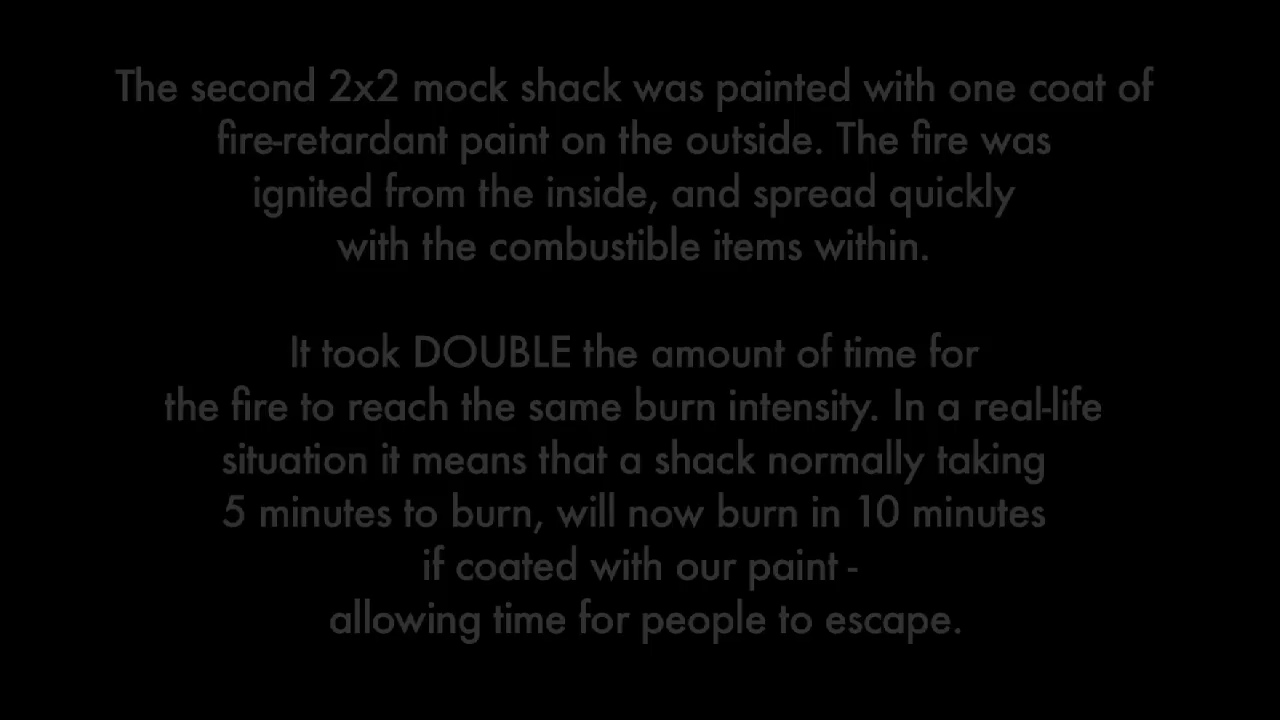 The second 2x2 mock shack was painted with one coat of
fire-retardant paint on the outside. The fire was
ignited from the inside, and spread quickly
with the combustible items within.
It took DOUBLE the amount of time for
the fire to reach the same burn intensity. In a real-life
situation it means that a shack normally taking
5 minutes to burn, will now burn in 10 minutes
if coated with our paint -
allowing time for people to escape.